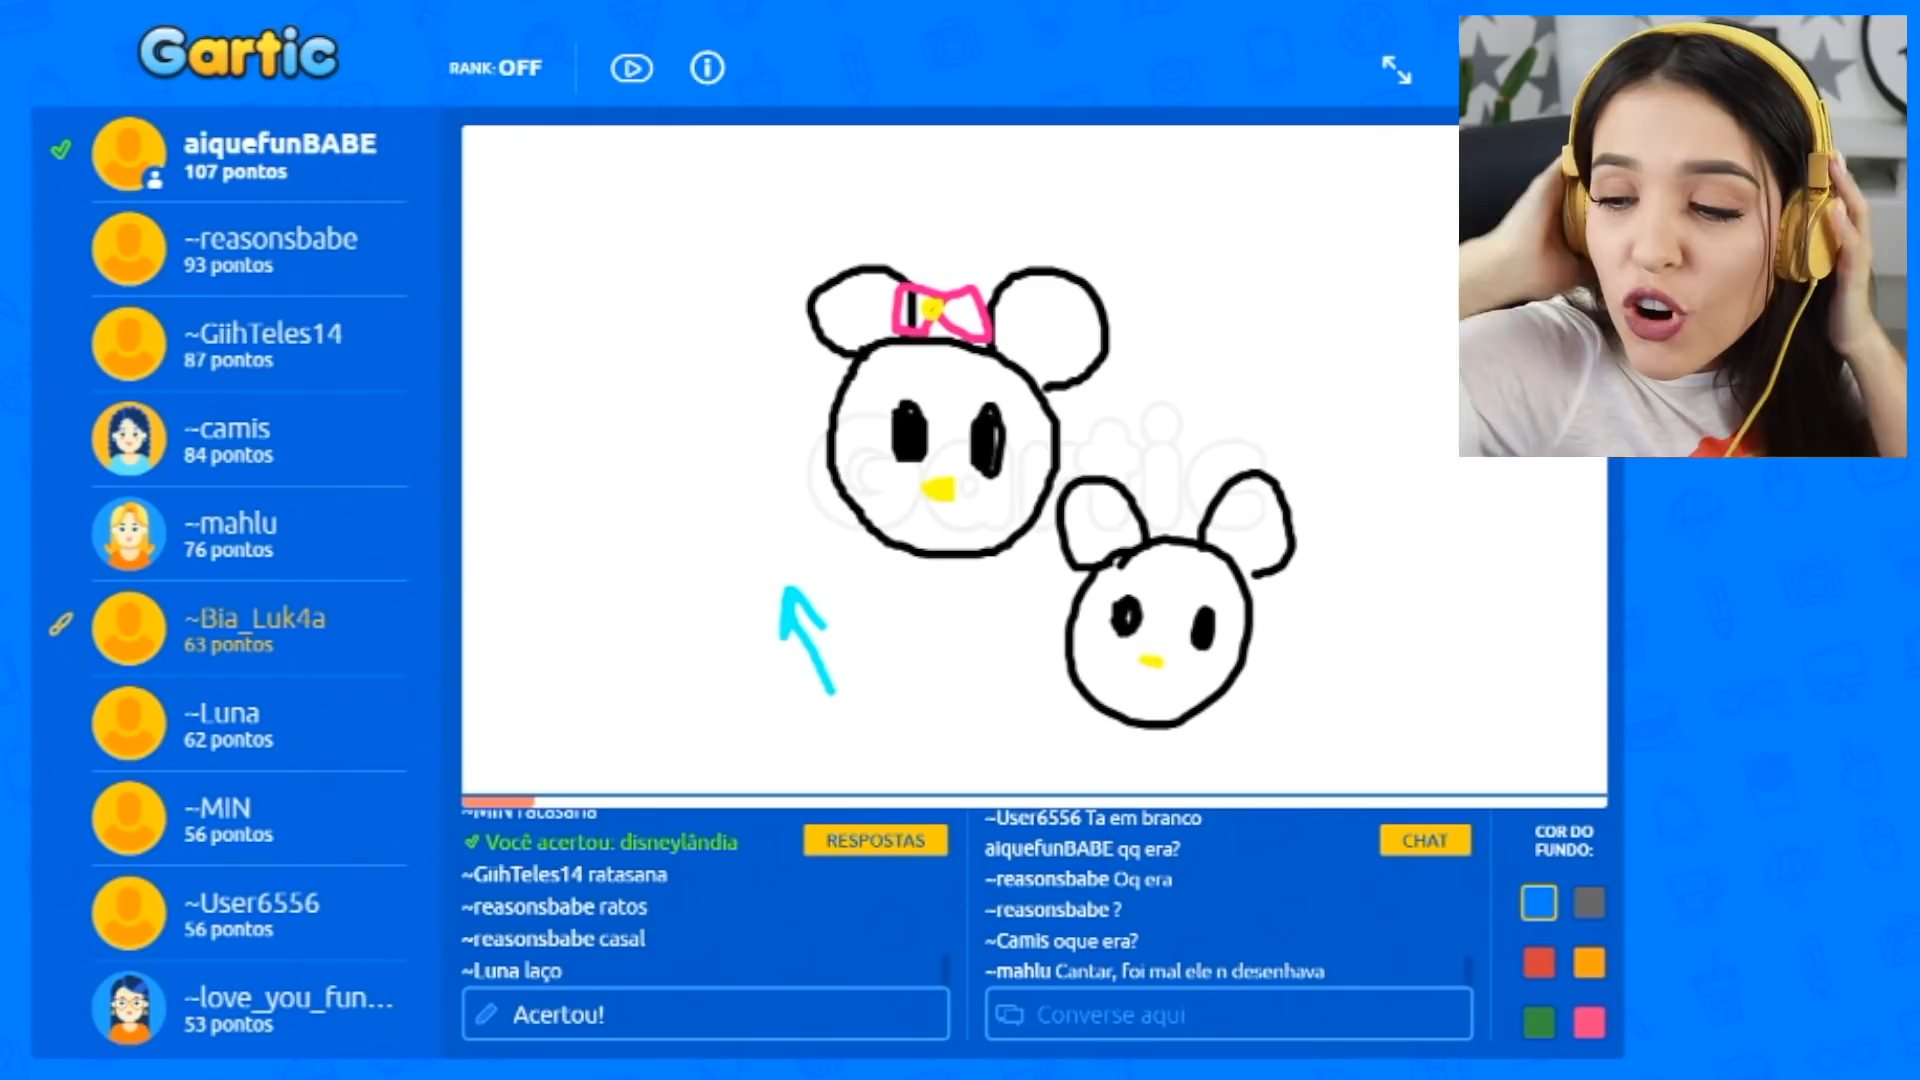 Gartic
RANK: OFF
aiquefunBABE
107 pontos
~reasonsbabe
93 pontos
~GiihTeles14
87 pontos
~camis
84 pontos
~mahlu
76 pontos
~Bia_Luk4a
63 pontos
~Luna
62 pontos
~MIN
56 pontos
~User6556
56 pontos
~love_you_fun...
53 pontos
Gartic
~MIN ratasana
Você acertou: disneylândia
RESPOSTAS
~GiihTeles14 ratasana
~reasonsbabe ratos
~reasonsbabe casal
~Luna laço
Acertou!
~User6556 Ta em branco
CHAT
aiquefunBABE qq era?
~reasonsbabe Oq era
~reasonsbabe ?
~Camis oque era?
~mahlu Cantar, foi mal ele n desenhava
Converse aqui
COR DO
FUNDO: